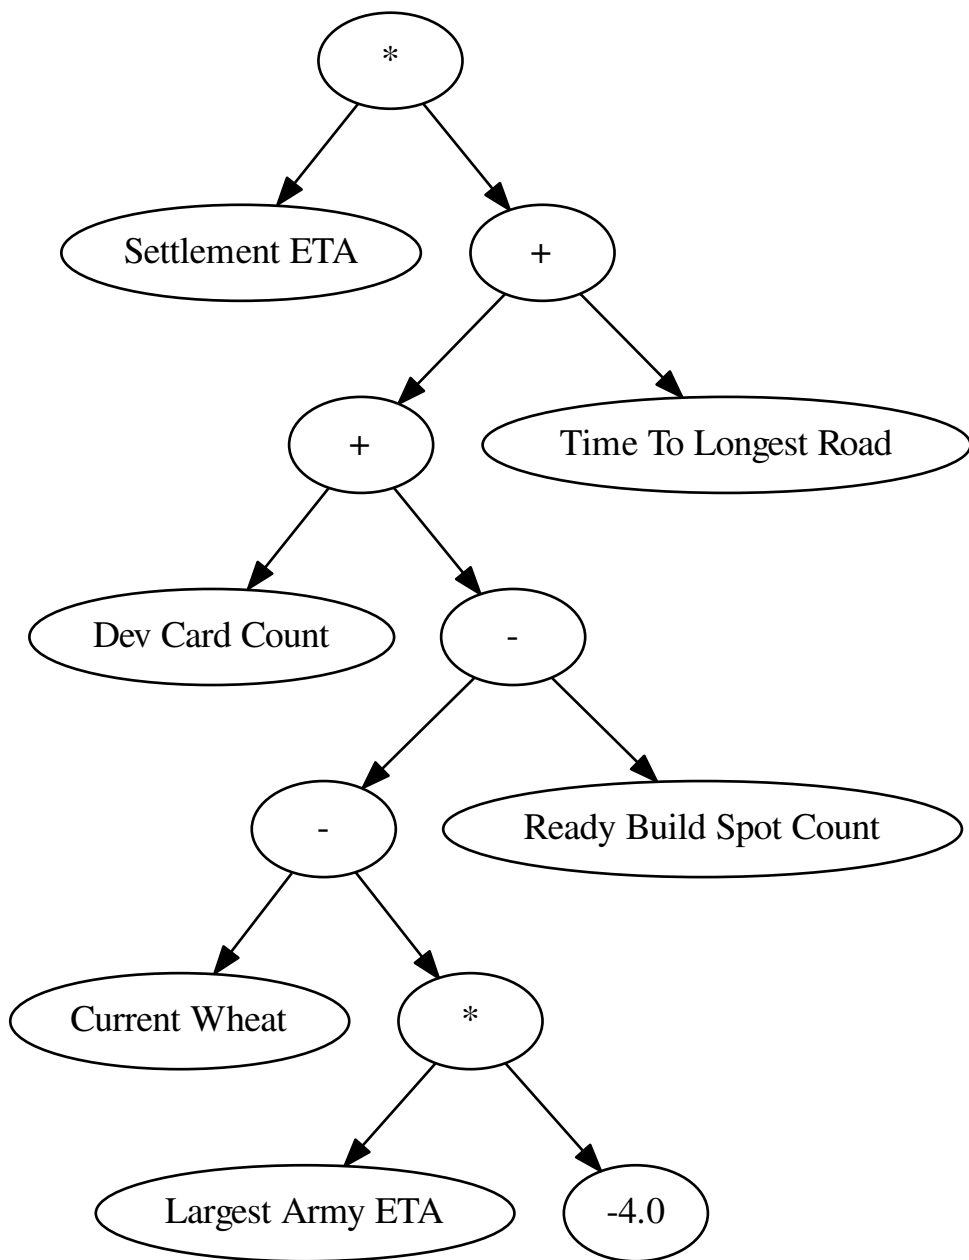 *
Settlement ETA
+
+
Time To Longest Road
Dev Card Count
-
-
Ready Build Spot Count
Current Wheat
*
Largest Army ETA
-4.0